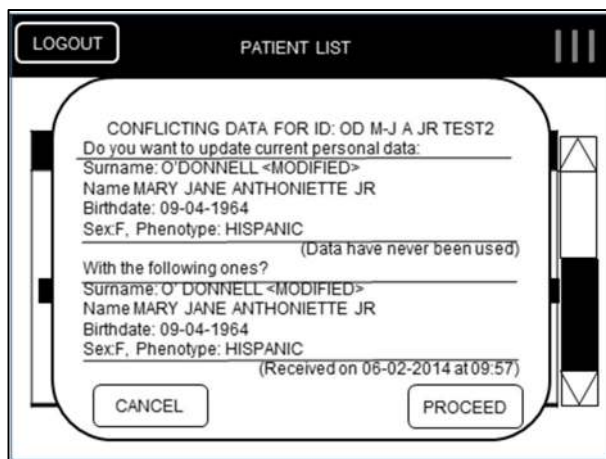 LOGOUT
PATIENT LIST
CONFLICTING DATA FOR ID: OD M-J A JR TEST2
Do you want to update current personal data:
Surname: O'DONNELL <MODIFIED>
Name MARY JANE ANTHONIETTE JR
Birthdate: 09-04-1964
Sex:F, Phenotype: HISPANIC
(Data have never been used)
With the following ones?
Surname: O' DONNELL <MODIFIED>
Name MARY JANE ANTHONIETTE JR
Birthdate: 09-04-1964
Sex:F, Phenotype: HISPANIC
(Received on 06-02-2014 at 09:57)
CANCEL
PROCEED